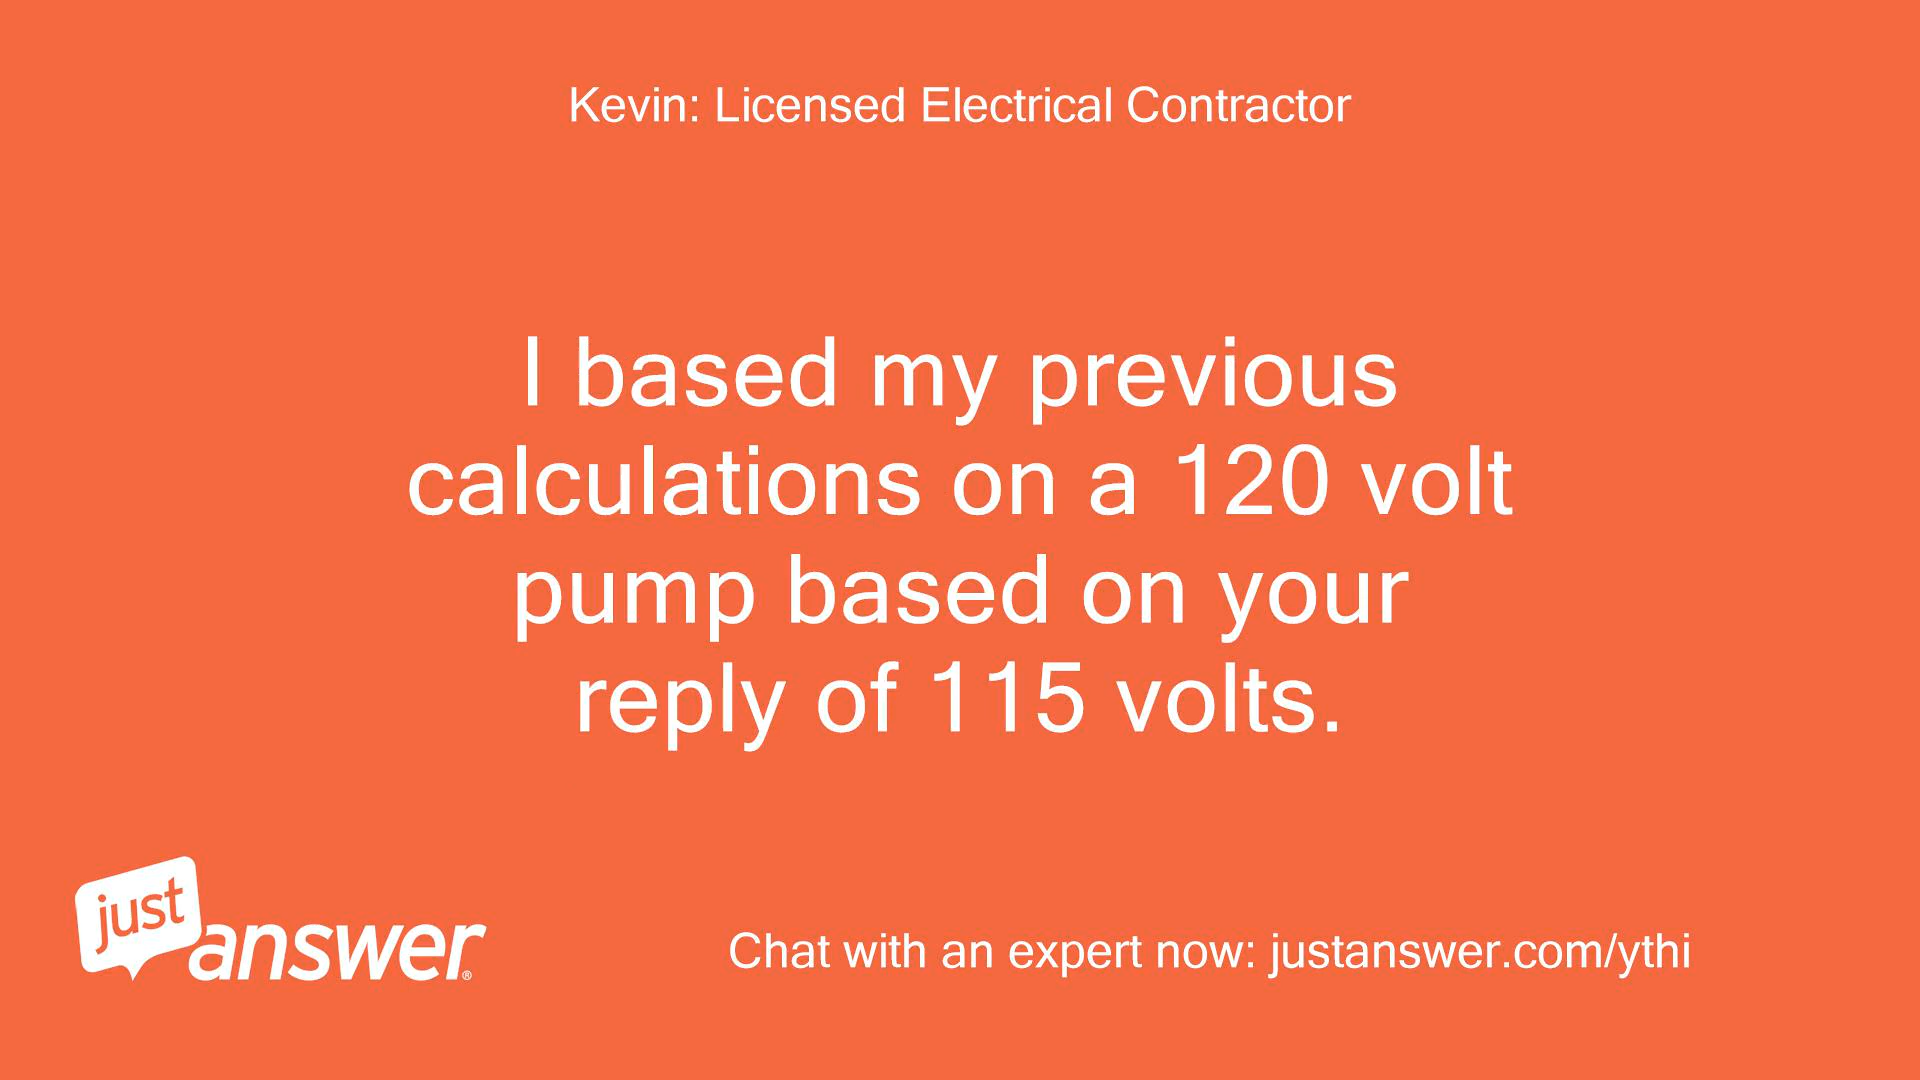 Kevin: Licensed Electrical Contractor
I based my previous
calculations on a 120 volt
pump based on your
reply of 115 volts.
just
answer®
Chat with an expert now: justanswer.com/ythi